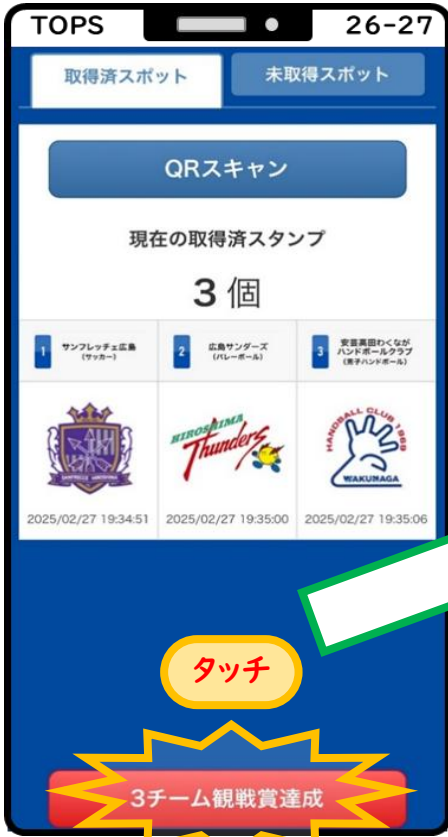 TOPS 26-27
取得済スポット 未取得スポット
QRスキャン
現在の取得済スタンプ
3個
1 サンフレッチェ広島
(サッカー)
2 広島サンダーズ
(バレーボール)
3 安芸高田わくなが
ハンドボールクラブ
(男子ハンドボール)
HIROSHIMA
Thunders
HANDBALL CLUB 1968
WAKUNAGA
2025/02/27 19:34:51 2025/02/27 19:35:00 2025/02/27 19:35:06
タッチ
3チーム観戦賞達成